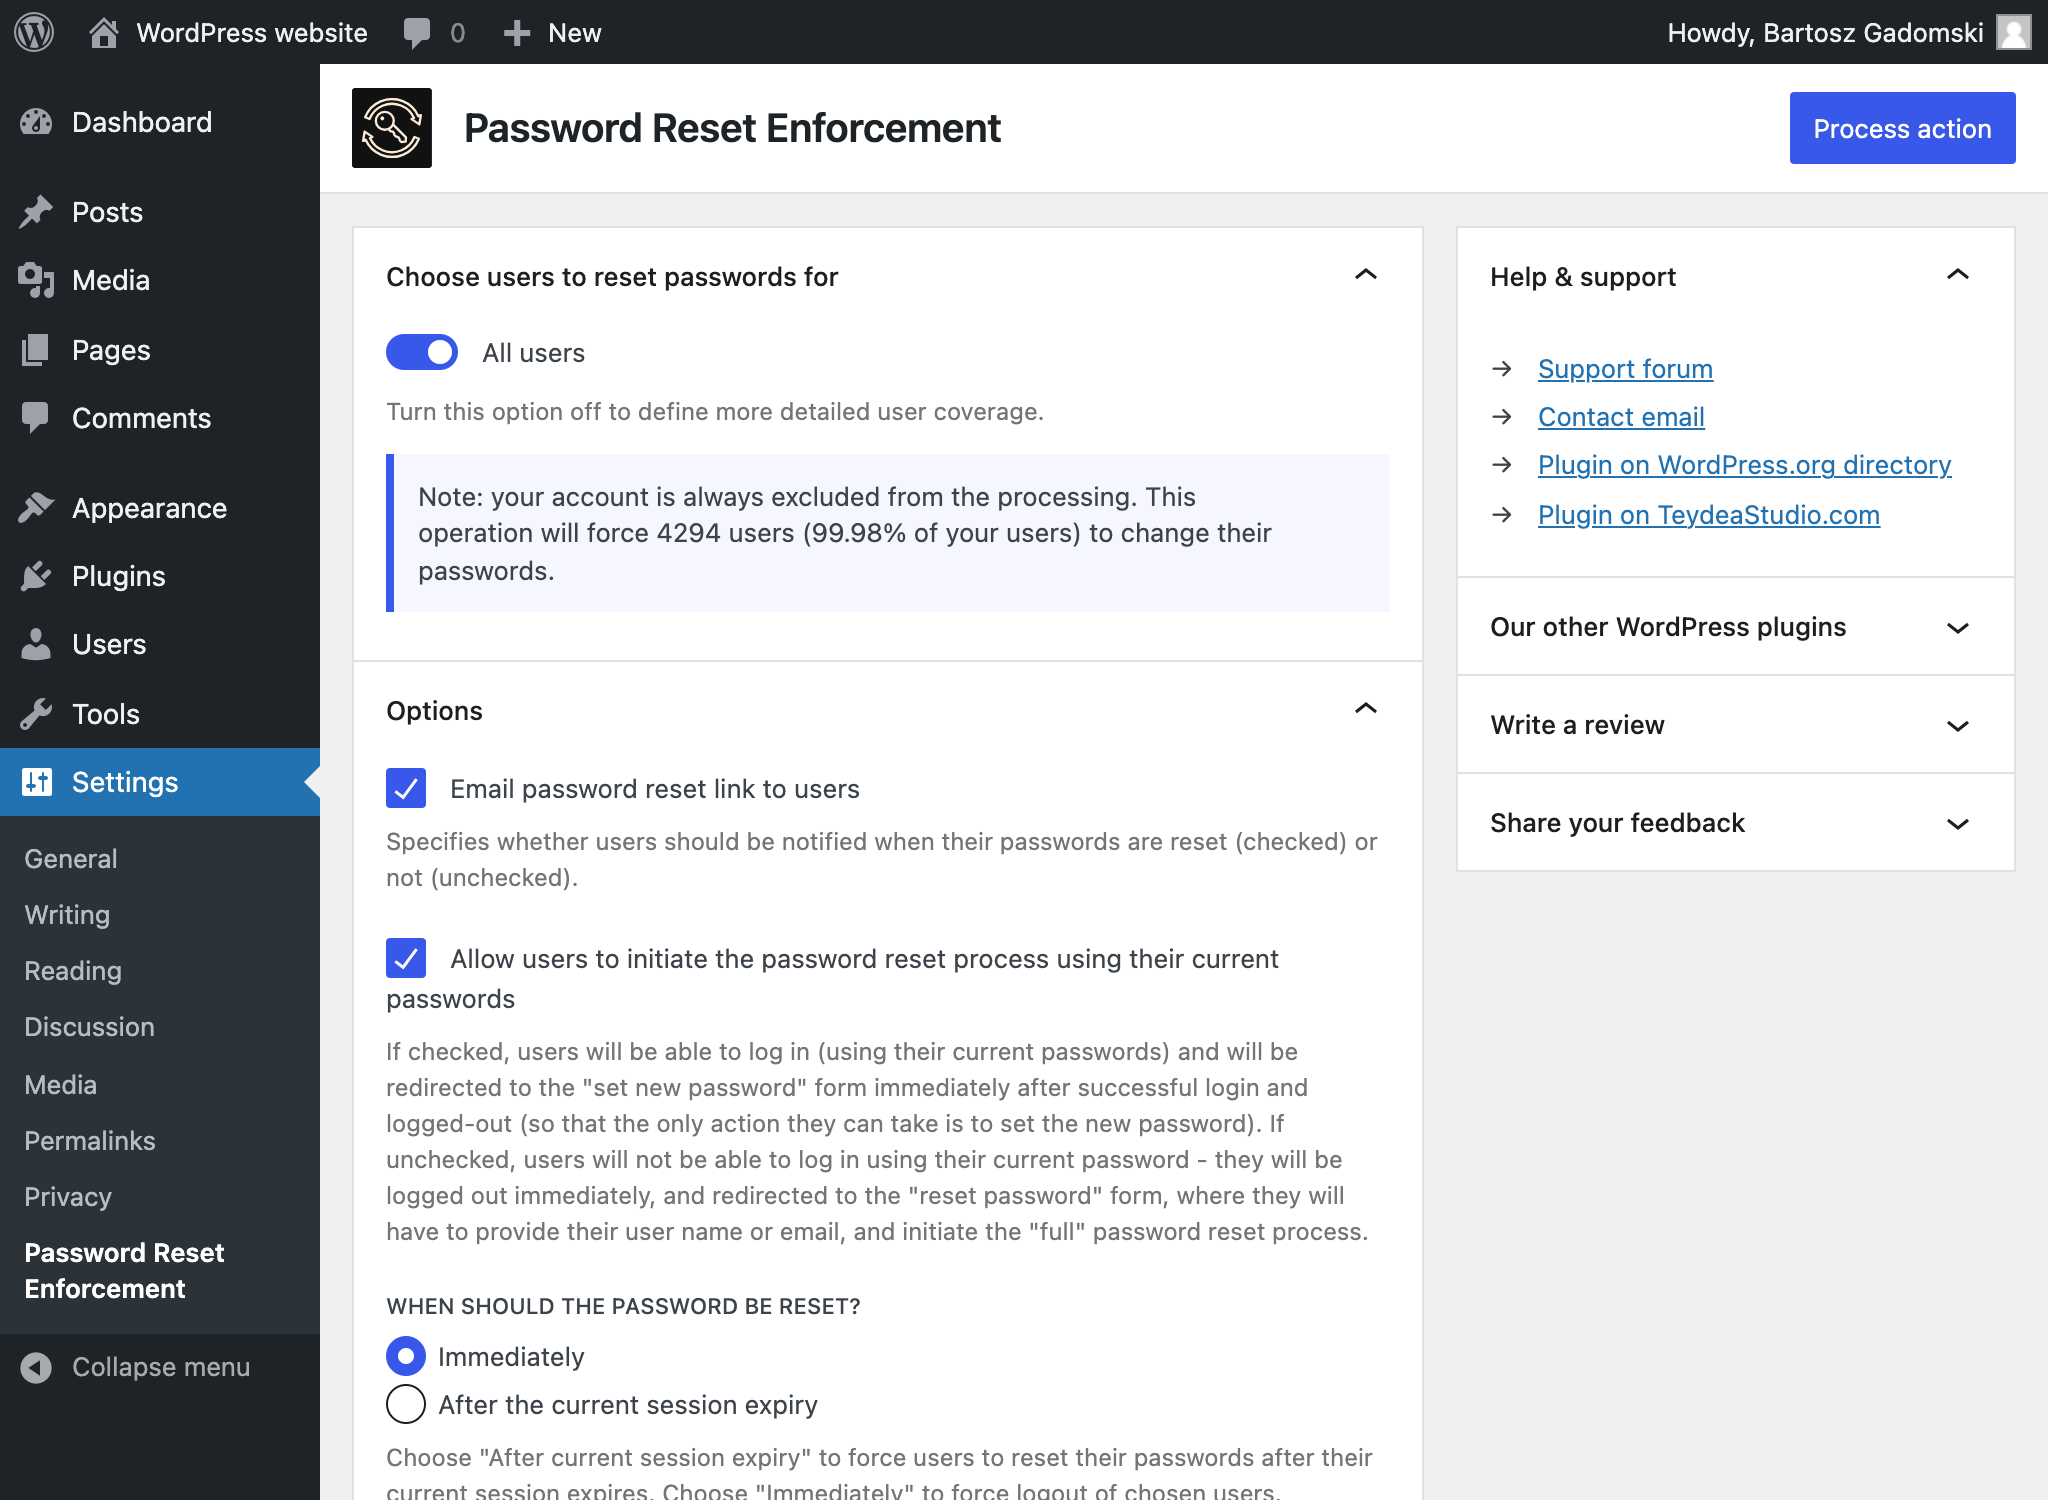 WordPress website
0
New
Howdy, Bartosz Gadomski
Dashboard
Posts
Media
Pages
Comments
Appearance
Plugins
Users
Tools
Settings
General
Writing
Reading
Discussion
Media
Permalinks
Privacy
Password Reset
Enforcement
Collapse menu
Password Reset Enforcement
Process action
Choose users to reset passwords for
All users
Turn this option off to define more detailed user coverage.
Note: your account is always excluded from the processing. This
operation will force 4294 users (99.98% of your users) to change their
passwords.
Options
Email password reset link to users
Specifies whether users should be notified when their passwords are reset (checked) or
not (unchecked).
Allow users to initiate the password reset process using their current
passwords
If checked, users will be able to log in (using their current passwords) and will be
redirected to the "set new password" form immediately after successful login and
logged-out (so that the only action they can take is to set the new password). If
unchecked, users will not be able to log in using their current password - they will be
logged out immediately, and redirected to the "reset password" form, where they will
have to provide their user name or email, and initiate the "full" password reset process.
WHEN SHOULD THE PASSWORD BE RESET?
Immediately
After the current session expiry
Choose "After current session expiry" to force users to reset their passwords after their
current session expires. Choose "Immediately" to force logout of chosen users.
Help & support
Support forum
Contact email
Plugin on WordPress.org directory
Plugin on TeydeaStudio.com
Our other WordPress plugins
Write a review
Share your feedback